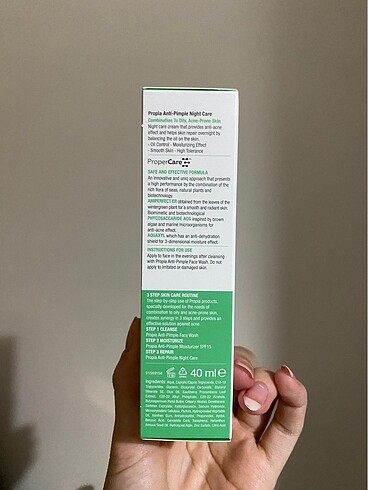 Propia Anti-Pimple Night Care
Combination To Oily, Acne-Prone Skin
Night care cream that provides anti-acne
effect and helps skin repair overnight by
balancing the oil on the skin.
- Oil Control - Moisturizing Effect
- Smooth Skin - High Tolerance
ProperCare
SAFE AND EFFECTIVE FORMULA
An innovative and uniq approach that presents
a high performance by the combination of the
rich flora of seas, natural plants and
biotechnology.
AMIPERFECT ER obtained from the leaves of the
wintergreen plant for a smooth and radiant skin.
Biomimetic and biotechnological
PHYCOSACCARIDE ACG inspired by brown
algae and marine microorganisms for
anti-acne effect.
AQUAXYL which has an anti-dehydration
shield for 3-dimensional moisture effect.
INSTRUCTIONS FOR USE
Apply to face in the evenings after cleansing
with Propia Anti-Pimple Face Wash. Do not
apply to irritated or damaged skin.
3 STEP SKIN CARE ROUTINE
The step-by-step use of Propia products,
specially developed for the needs of
combination to oily and acne-prone skin,
creates synergy in 3 steps and provides an
effective solution against acne.
STEP 1 CLEANSE
Propia Anti-Pimple Face Wash
STEP 2 MOISTURIZE
Propia Anti-Pimple Moisturizer SPF15
STEP 3 REPAIR
Propia Anti-Pimple Night Care
40 ml e
Ingredients: Aqua, Caprylic/Capric Triglyceride,